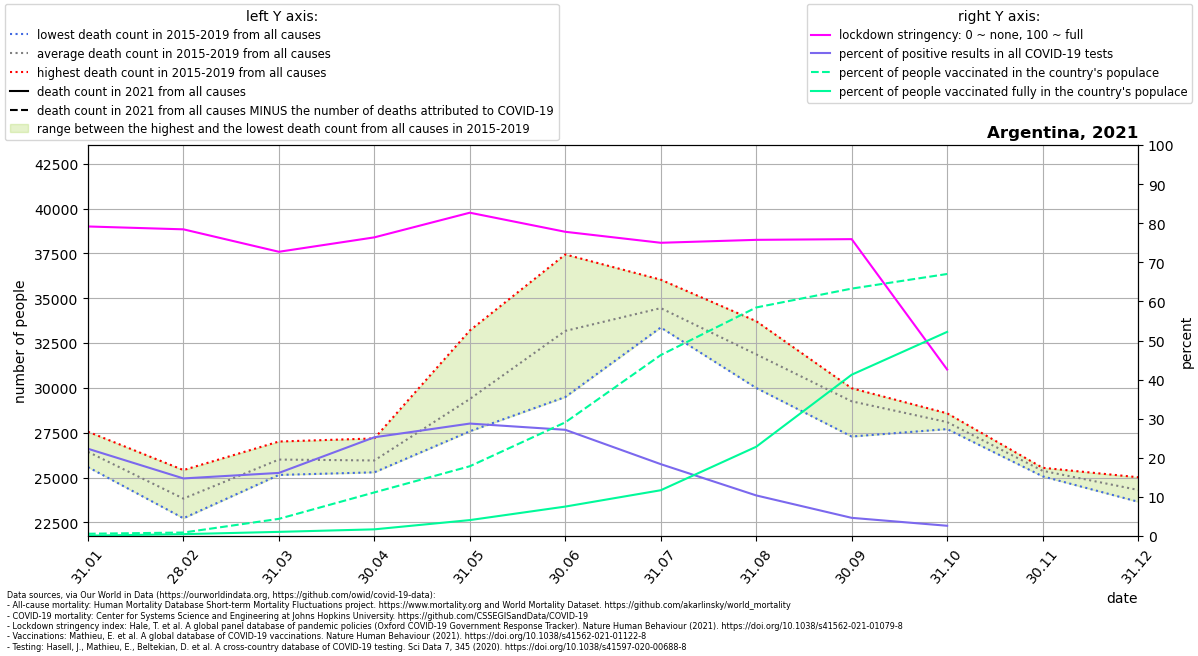 left Y axis:
lowest death count in 2015-2019 from all causes
average death count in 2015-2019 from all causes
highest death count in 2015-2019 from all causes
death count in 2021 from all causes
death count in 2021 from all causes MINUS the number of deaths attributed to COVID-19
range between the highest and the lowest death count from all causes in 2015-2019
right Y axis:
lockdown stringency: 0 ~ none, 100 ~ full
percent of positive results in all COVID-19 tests
percent of people vaccinated in the country's populace
percent of people vaccinated fully in the country's populace
Argentina, 2021
number of people
42500
40000
37500
35000
32500
30000
27500
25000
22500
100
90
80
70
60
50
40
30
20
10
0
percent
31.01
28.02
31.03
30.04
31.05
30.06
31.07
31.08
30.09
31.10
30.11
31.12
date
Data sources, via Our World in Data (https://ourworldindata.org, https://github.com/owid/covid-19-data):
- All-cause mortality: Human Mortality Database Short-term Mortality Fluctuations project. https://www.mortality.org and World Mortality Dataset. https://github.com/akarlinsky/world_mortality
- COVID-19 mortality: Center for Systems Science and Engineering at Johns Hopkins University. https://github.com/CSSEGISandData/COVID-19
- Lockdown stringency index: Hale, T. et al. A global panel database of pandemic policies (Oxford COVID-19 Government Response Tracker). Nature Human Behaviour (2021). https://doi.org/10.1038/s41562-021-01079-8
- Vaccinations: Mathieu, E. et al. A global database of COVID-19 vaccinations. Nature Human Behaviour (2021). https://doi.org/10.1038/s41562-021-01122-8
- Testing: Hasell, J., Mathieu, E., Beltekian, D. et al. A cross-country database of COVID-19 testing. Sci Data 7, 345 (2020). https://doi.org/10.1038/s41597-020-00688-8